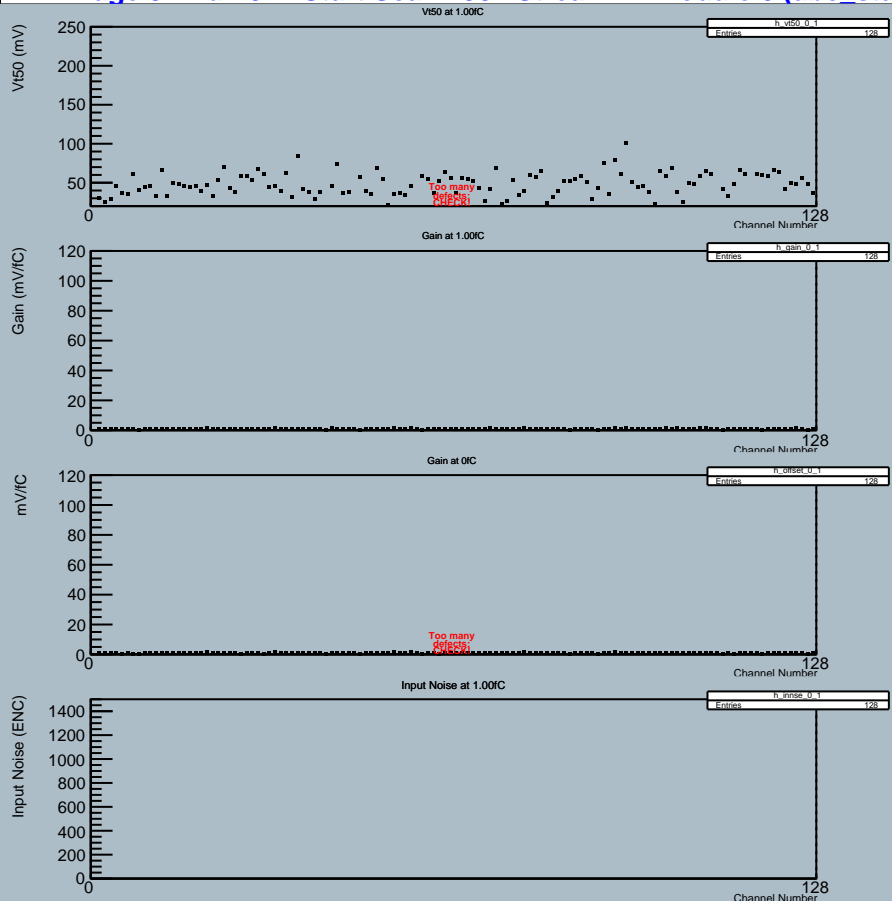 Vt50 at 1.00fC
h_vt50_0_1
Entries 128
Vt50 (mV)
250
200
150
100
50
Too many
defects:
CHECK!
0
128
Channel Number
Gain at 1.00fC
h_gain_0_1
Entries 128
Gain (mV/fC)
120
100
80
60
40
20
0
0
128
Channel Number
Gain at 0fC
h_offset_0_1
Entries 128
mV/fC
120
100
80
60
40
20
0
Too many
defects:
CHECK!
0
128
Channel Number
Input Noise at 1.00fC
h_innse_0_1
Entries 128
Input Noise (ENC)
1400
1200
1000
800
600
400
200
0
0
128
Channel Number